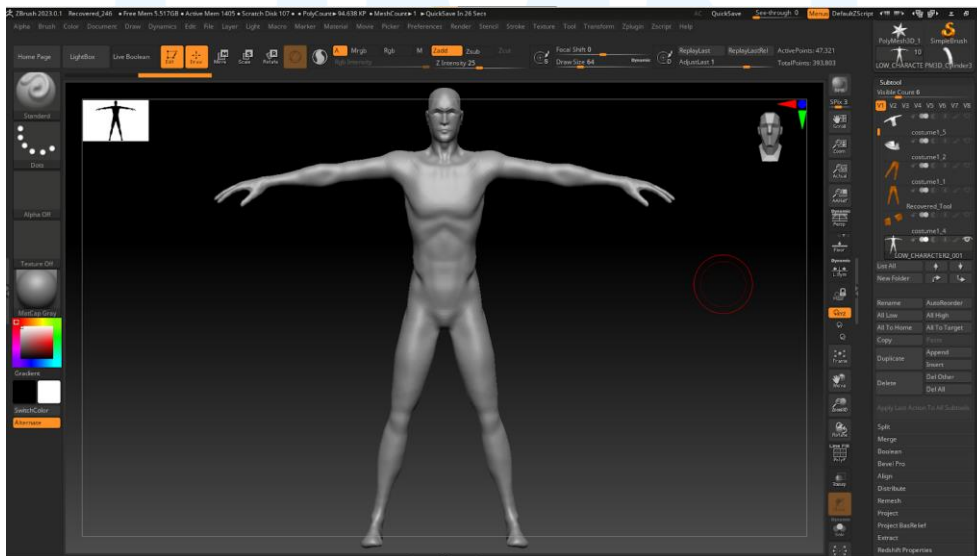 ZBrush 2023.0.1 Recovered_246 • Free Mem 5.517GB • Active Mem 1405 • Scratch Disk 107 • • PolyCount▸ 94.638 KP • MeshCount▸ 1 ▸ QuickSave In 26 Secs AC QuickSave See-through 0 Menus DefaultZScript
Alpha Brush Color Document Draw Dynamics Edit File Layer Light Macro Marker Material Movie Picker Preferences Render Stencil Stroke Texture Tool Transform Zplugin Zscript Help
Home Page LightBox Live Boolean Edit Draw Move Scale Rotate
A Mrgb Rgb M Zadd Zsub Zcut
Rgb Intensity Z Intensity 25
Focal Shift 0
Draw Size 64 Dynamic
ReplayLast ReplayLastRel
AdjustLast 1
ActivePoints: 47.321
TotalPoints: 393.803
PolyMesh3D_1 SimpleBrush
10
LOW_CHARACTE PM3D_Cylinder3
Standard
Dots
Alpha Off
Texture Off
MatCap Gray
Gradient
SwitchColor
Alternate
SPix 3
Scroll
Zoom
Actual
AAHalf
Dynamic
Persp
Floor
Dynamic
L.Sym
Frame
Move
Zoom3D
Rotate
Line Fill
PolyF
Transp
Dynamic
Solo
Subtool
Visible Count 6
V1 V2 V3 V4 V5 V6 V7 V8
costume1_5
costume1_2
costume1_1
Recovered_Tool
costume1_4
LOW_CHARACTER2_001
List All
New Folder
Rename AutoReorder
All Low All High
All To Home All To Target
Copy Paste
Duplicate Append
Insert
Delete Del Other
Del All
Apply Last Action To All Subtools
Split
Merge
Boolean
Bevel Pro
Align
Distribute
Remesh
Project
Project BasRelief
Extract
Redshift Properties